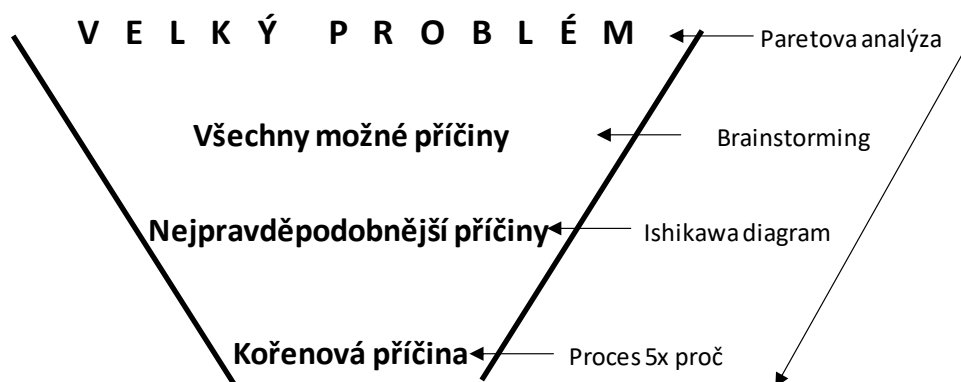 V E L K Ý P R O B L É M Paretova analýza
Všechny možné příčiny Brainstorming
Nejpravděpodobnější příčiny Ishikawa diagram
Kořenová příčina Proces 5x proč